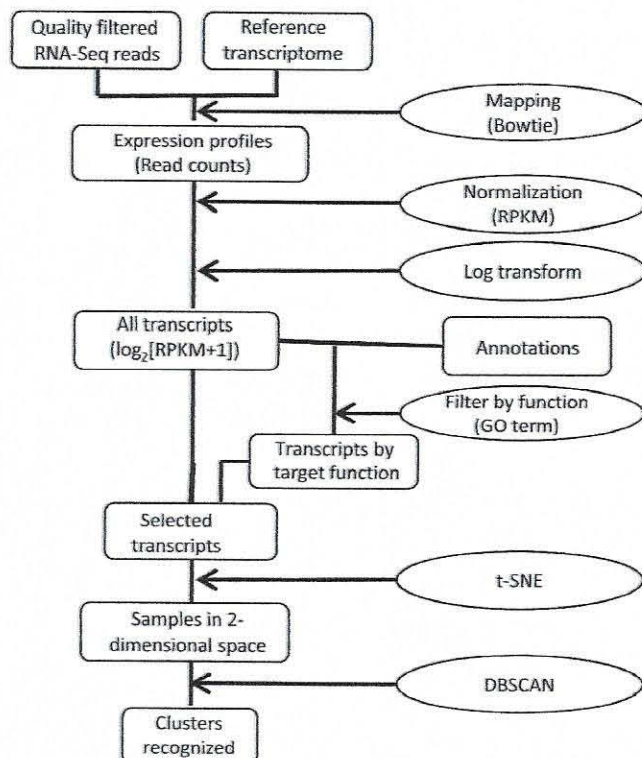 Quality filtered
RNA-Seq reads
Reference
transcriptome
Mapping
(Bowtie)
Expression profiles
(Read counts)
Normalization
(RPKM)
Log transform
All transcripts
(log₂[RPKM+1])
Annotations
Filter by function
(GO term)
Transcripts by
target function
Selected
transcripts
t-SNE
Samples in 2-
dimensional space
DBSCAN
Clusters
recognized